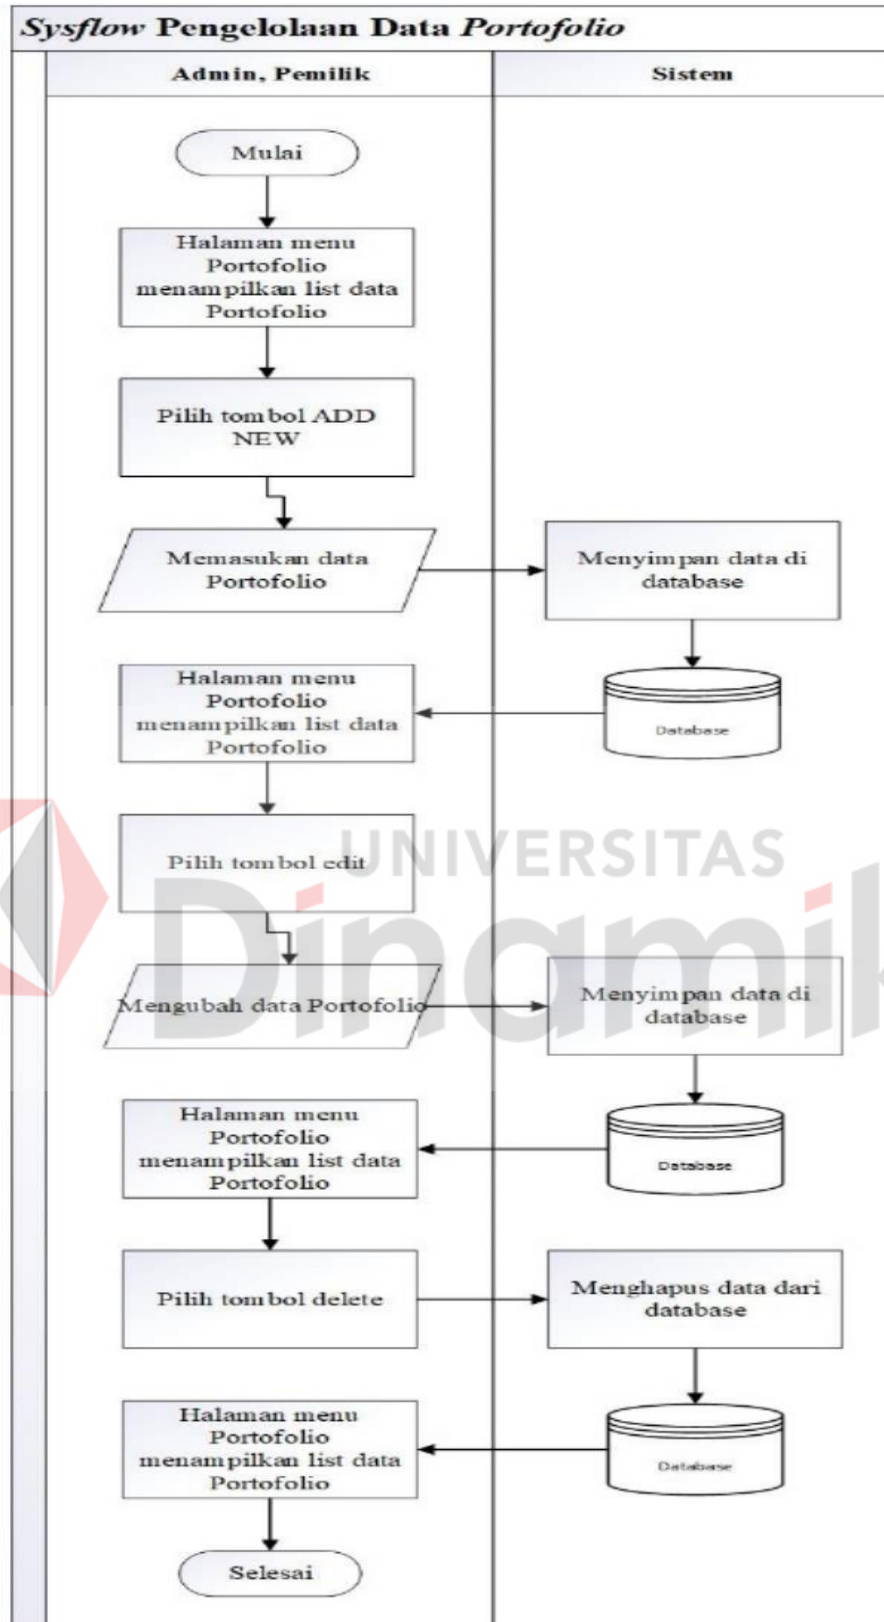 Sysflow Pengelolaan Data Portofolio
Admin, Pemilik
Sistem
Mulai
Halaman menu
Portofolio
menampilkan list data
Portofolio
Pilih tombol ADD
NEW
Memasukan data
Portofolio
Menyimpan data di
database
Database
Halaman menu
Portofolio
menampilkan list data
Portofolio
Pilih tombol edit
UNIVERSITAS
Dinamik
Mengubah data Portofolio
Menyimpan data di
database
Database
Halaman menu
Portofolio
menampilkan list data
Portofolio
Pilih tombol delete
Menghapus data dari
database
Database
Halaman menu
Portofolio
menampilkan list data
Portofolio
Selesai